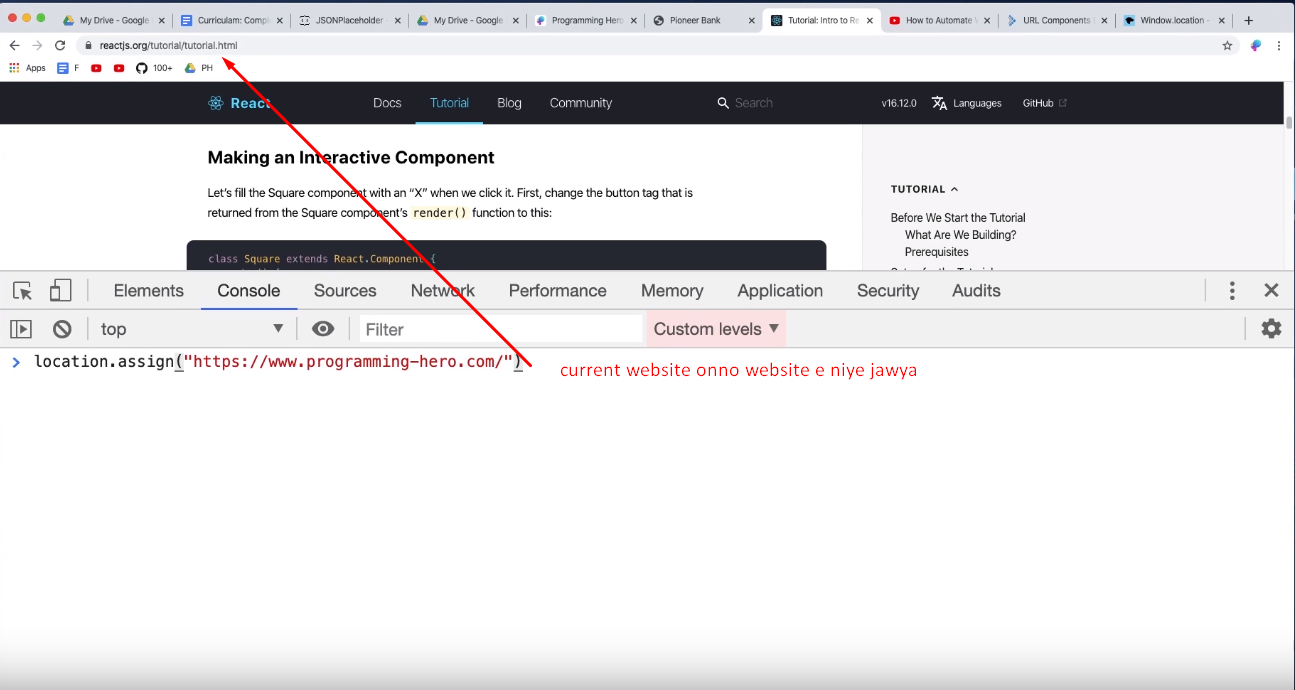 My Drive - Google
Curriculam: Comple
JSONPlaceholder -
My Drive - Google
Programming Hero
Pioneer Bank
Tutorial: Intro to Re
How to Automate
URL Components
Window.location -
reactjs.org/tutorial/tutorial.html
Apps
F
100+
PH
React
Docs
Tutorial
Blog
Community
Search
v16.12.0
Languages
GitHub
Making an Interactive Component
Let's fill the Square component with an “X” when we click it. First, change the button tag that is
returned from the Square component's render() function to this:
class Square extends React.Component {
TUTORIAL
Before We Start the Tutorial
What Are We Building?
Prerequisites
Elements
Console
Sources
Network
Performance
Memory
Application
Security
Audits
top
Filter
Custom levels
> location.assign("https://www.programming-hero.com/")
current website onno website e niye jawya